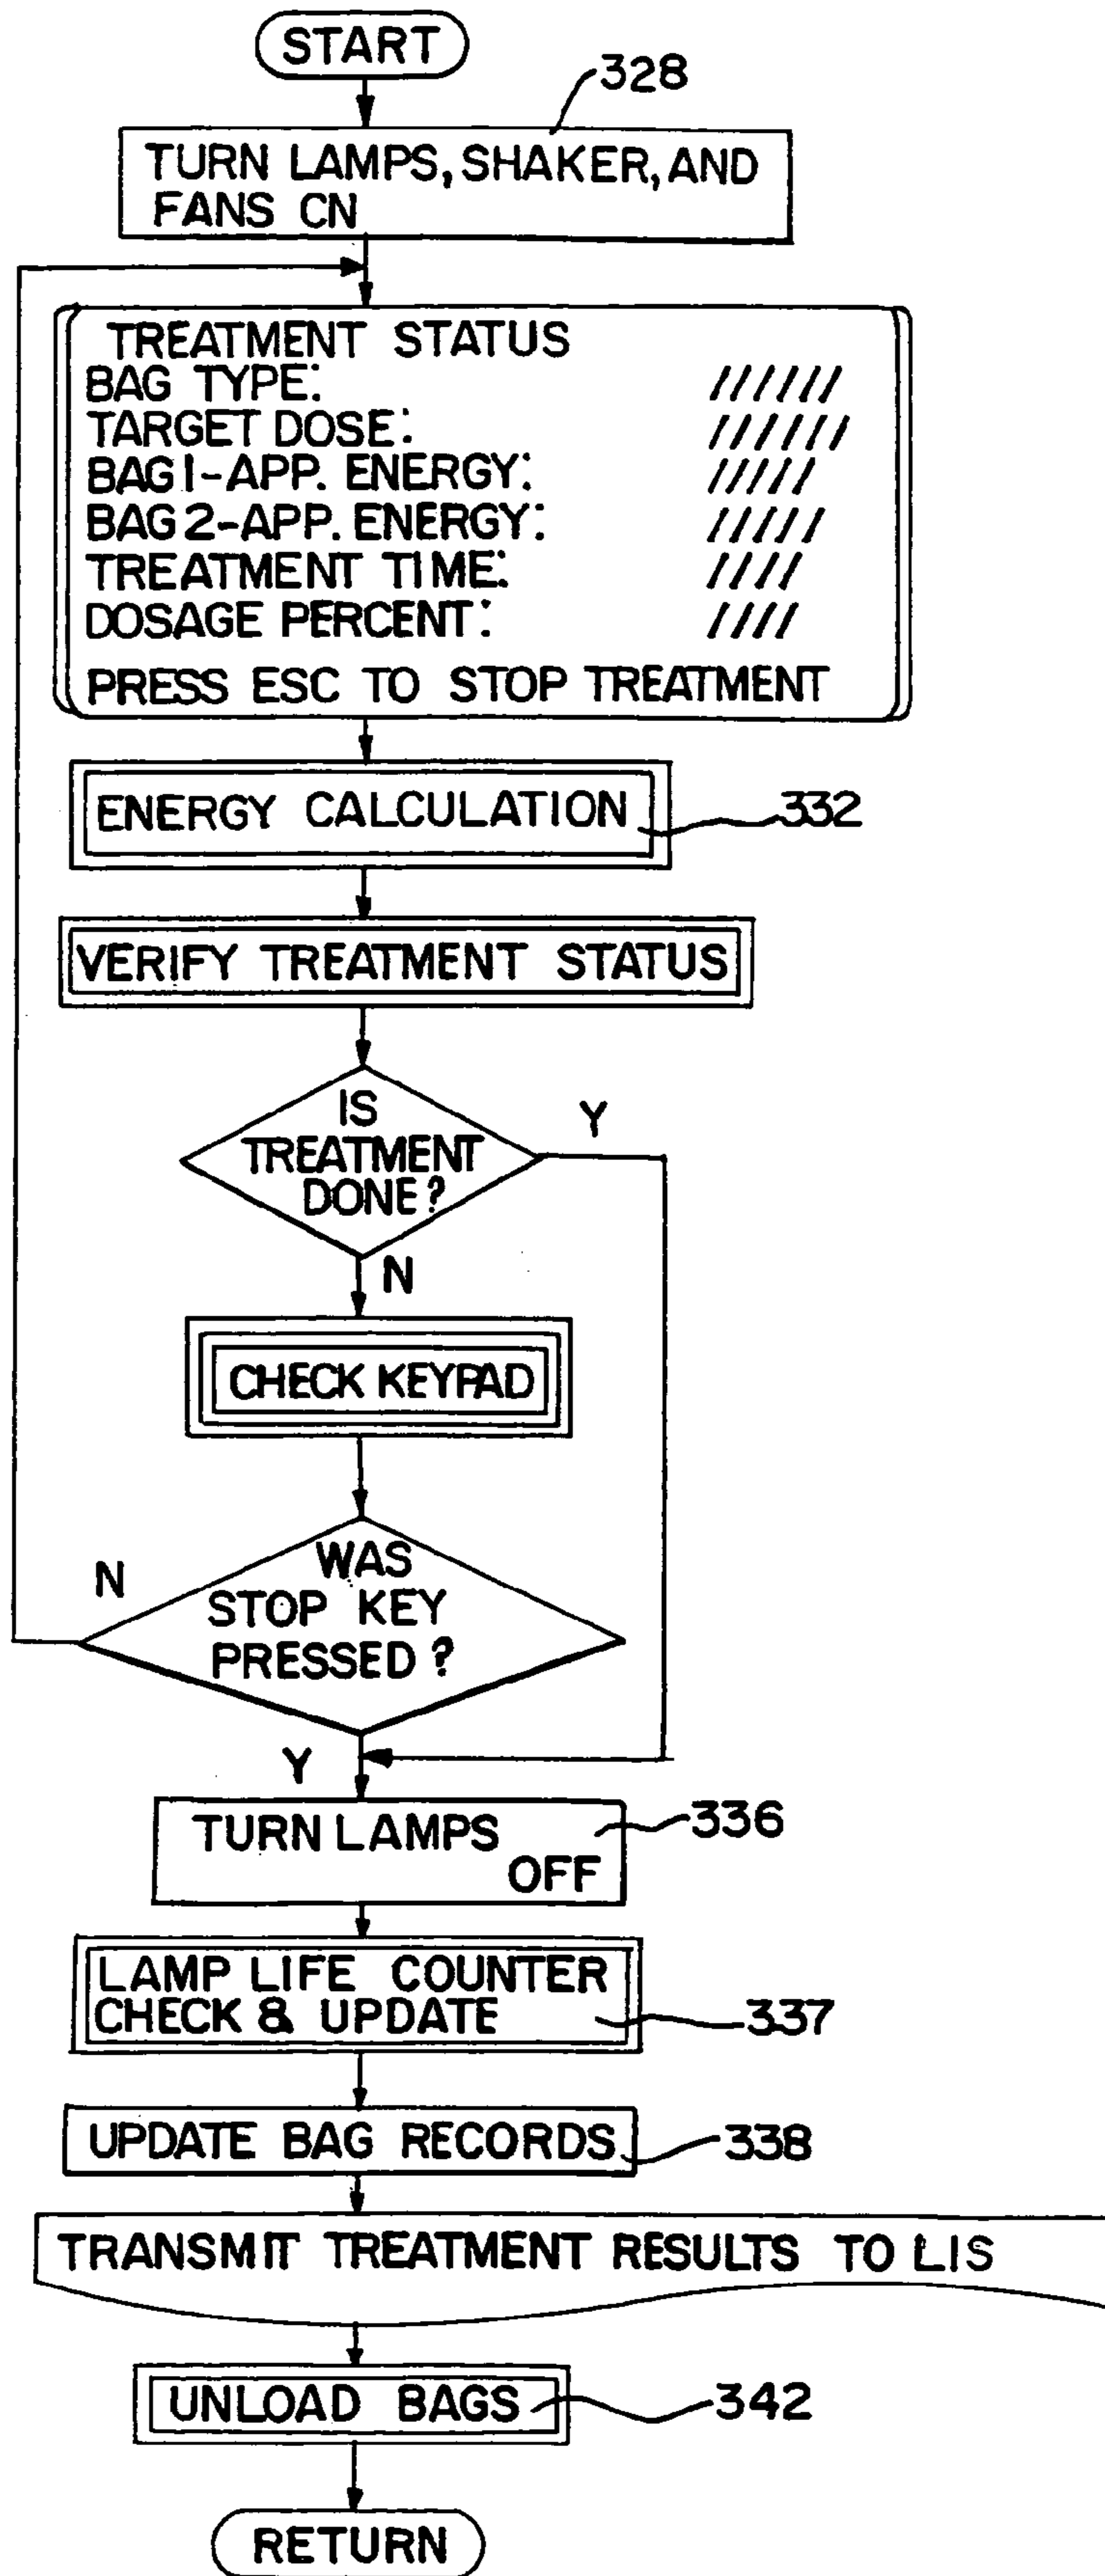 START
328
TURN LAMPS, SHAKER, AND
FANS CN
TREATMENT STATUS
BAG TYPE: //////
TARGET DOSE: //////
BAG 1-APP. ENERGY: /////
BAG 2-APP. ENERGY: /////
TREATMENT TIME: ////
DOSAGE PERCENT: ////
PRESS ESC TO STOP TREATMENT
ENERGY CALCULATION 332
VERIFY TREATMENT STATUS
IS
TREATMENT
DONE?
Y
N
CHECK KEYPAD
WAS
STOP KEY
PRESSED?
N
Y
TURN LAMPS
OFF
336
LAMP LIFE COUNTER
CHECK & UPDATE
337
UPDATE BAG RECORDS 338
TRANSMIT TREATMENT RESULTS TO LIS
UNLOAD BAGS 342
RETURN